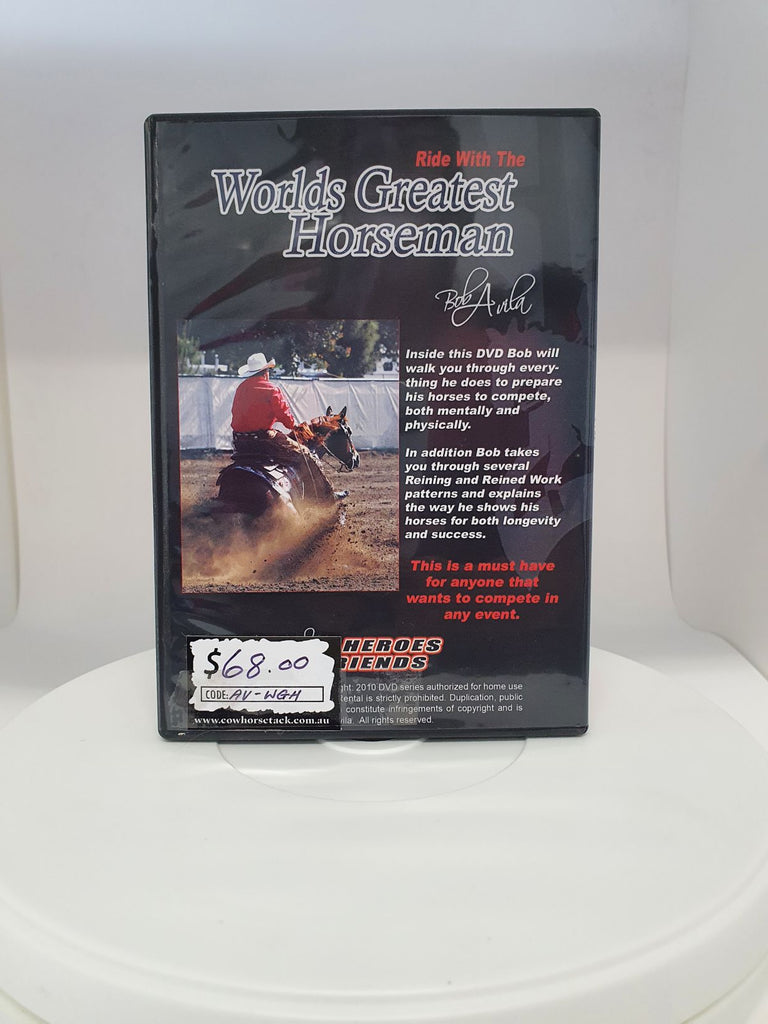 Ride With The
Worlds Greatest
Horseman
Bob Avila
Inside this DVD Bob will
walk you through every-
thing he does to prepare
his horses to compete,
both mentally and
physically.
In addition Bob takes
you through several
Reining and Reined Work
patterns and explains
the way he shows his
horses for both longevity
and success.
This is a must have
for anyone that
wants to compete in
any event.
HEROES
RIENDS
$68.00
CODE: AV-WGH
www.cowhorsetack.com.au
ght: 2010 DVD series authorized for home use
Rental is strictly prohibited. Duplication, public
constitute infringements of copyright and is
vila. All rights reserved.